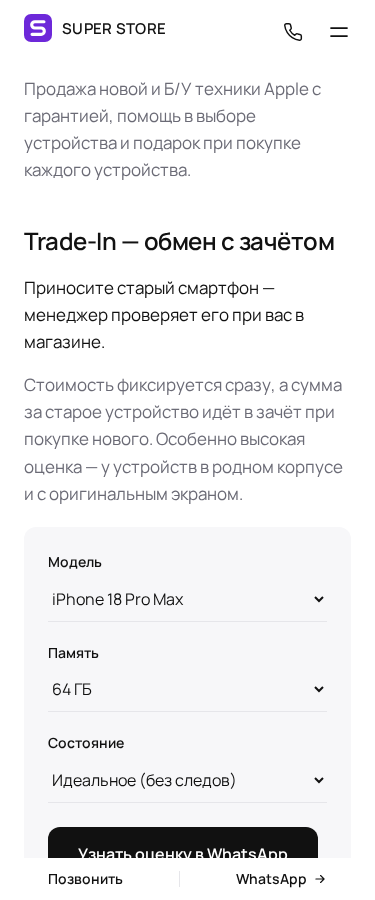 SUPER STORE
Продажа новой и Б/У техники Apple с
гарантией, помощь в выборе
устройства и подарок при покупке
каждого устройства.
Trade-In — обмен с зачётом
Приносите старый смартфон —
менеджер проверяет его при вас в
магазине.
Стоимость фиксируется сразу, а сумма
за старое устройство идёт в зачёт при
покупке нового. Особенно высокая
оценка — у устройств в родном корпусе
и с оригинальным экраном.
Модель
iPhone 18 Pro Max
Память
64 ГБ
Состояние
Идеальное (без следов)
Узнать оценку в WhatsApp
Позвонить
WhatsApp →